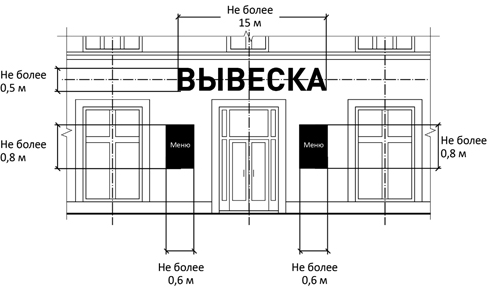 Не более
15 м
Не более
0,5 м
ВЫВЕСКА
Не более
0,8 м
Меню
Меню
Не более
0,8 м
Не более
0,6 м
Не более
0,6 м